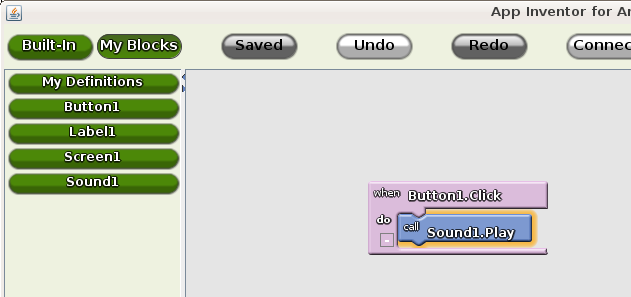 App Inventor for An
Built-In My Blocks Saved Undo Redo Connec
My Definitions
Button1
Label1
Screen1
Sound1
when Button1.Click
do
call Sound1.Play